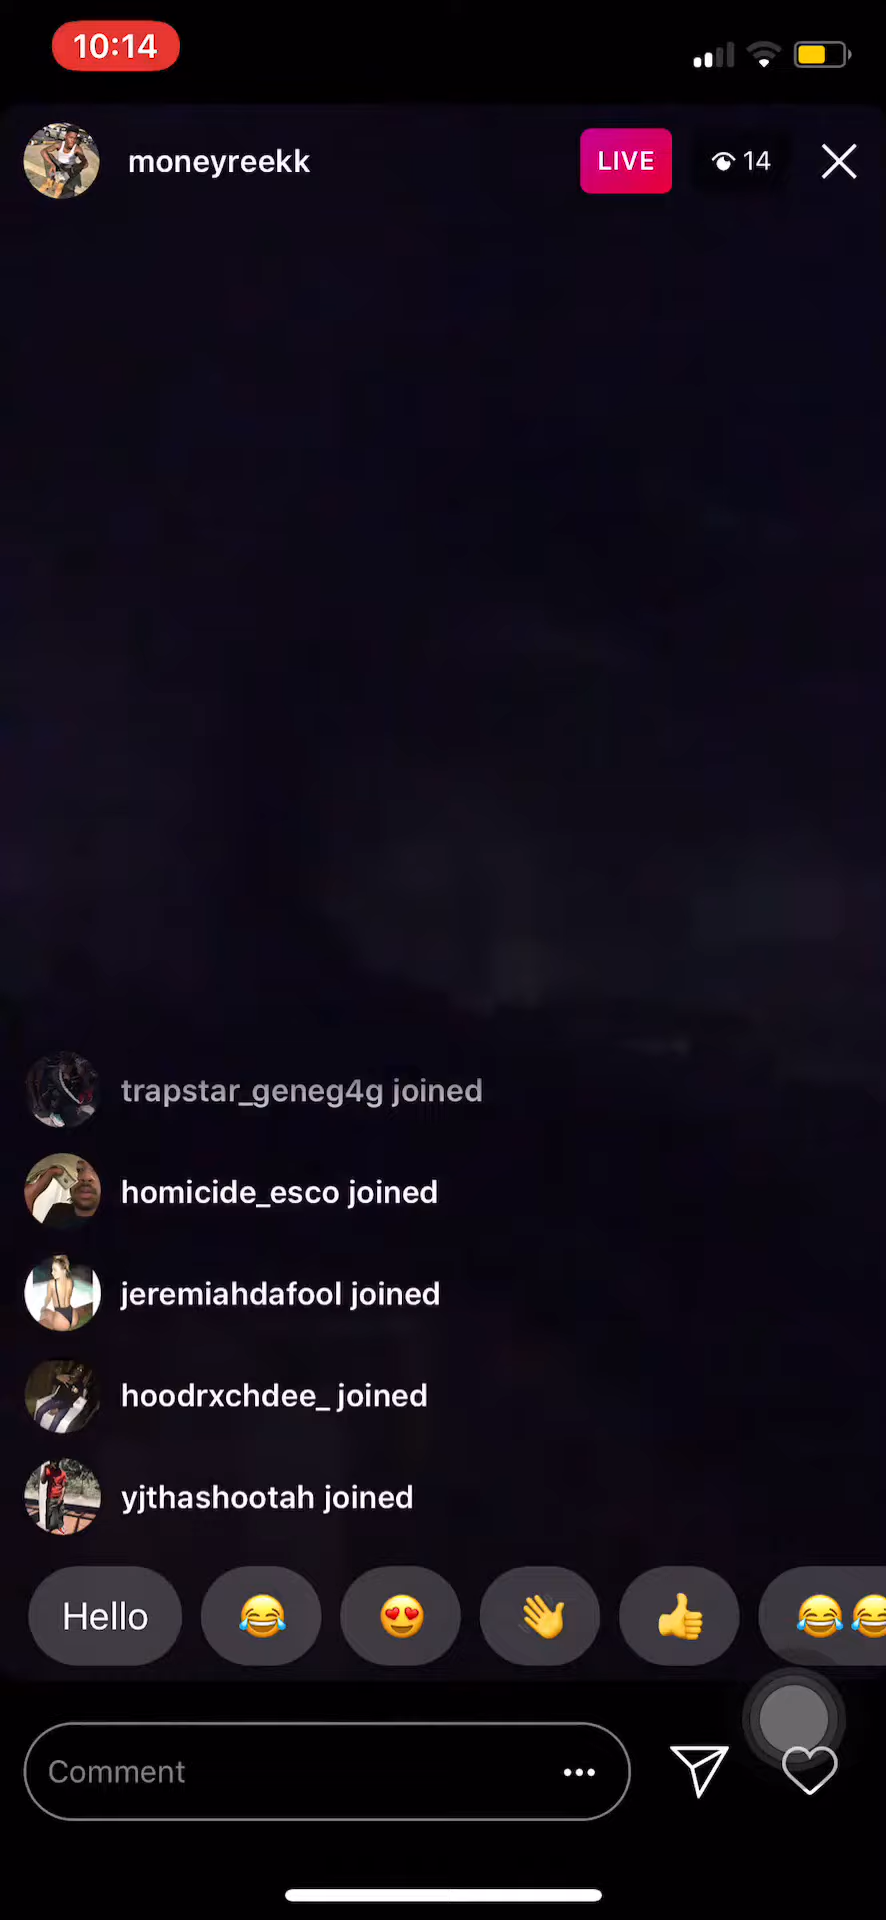 10:14
moneyreekk
LIVE
14
trapstar_geneg4g joined
homicide_esco joined
jeremiahdafool joined
hoodrxchdee_ joined
yjthashootah joined
Hello
Comment